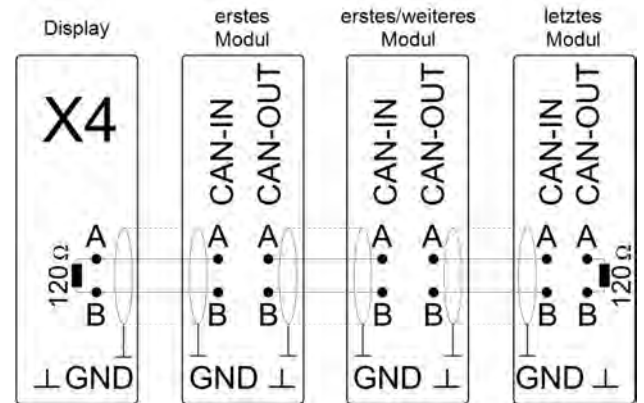 Display
erstes
Modul
erstes/weiteres
Modul
letztes
Modul
X4
CAN-IN
CAN-OUT
CAN-IN
CAN-OUT
CAN-IN
CAN-OUT
A
A
A
A
A
A
A
120 Ω
120 Ω
B
B
B
B
B
B
B
⊥ GND
GND ⊥
GND ⊥
GND ⊥